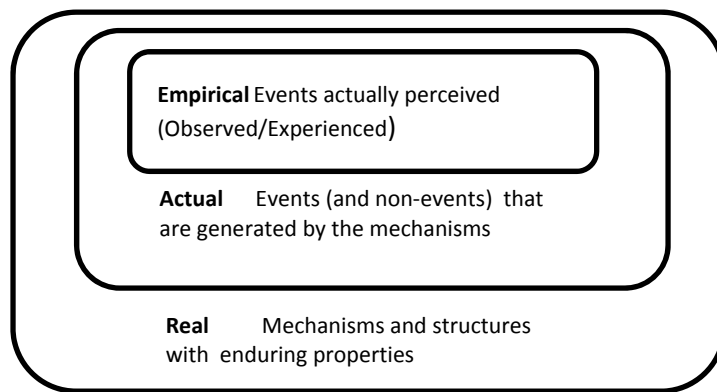 Empirical Events actually perceived
(Observed/Experienced)
Actual Events (and non-events) that
are generated by the mechanisms
Real Mechanisms and structures
with enduring properties